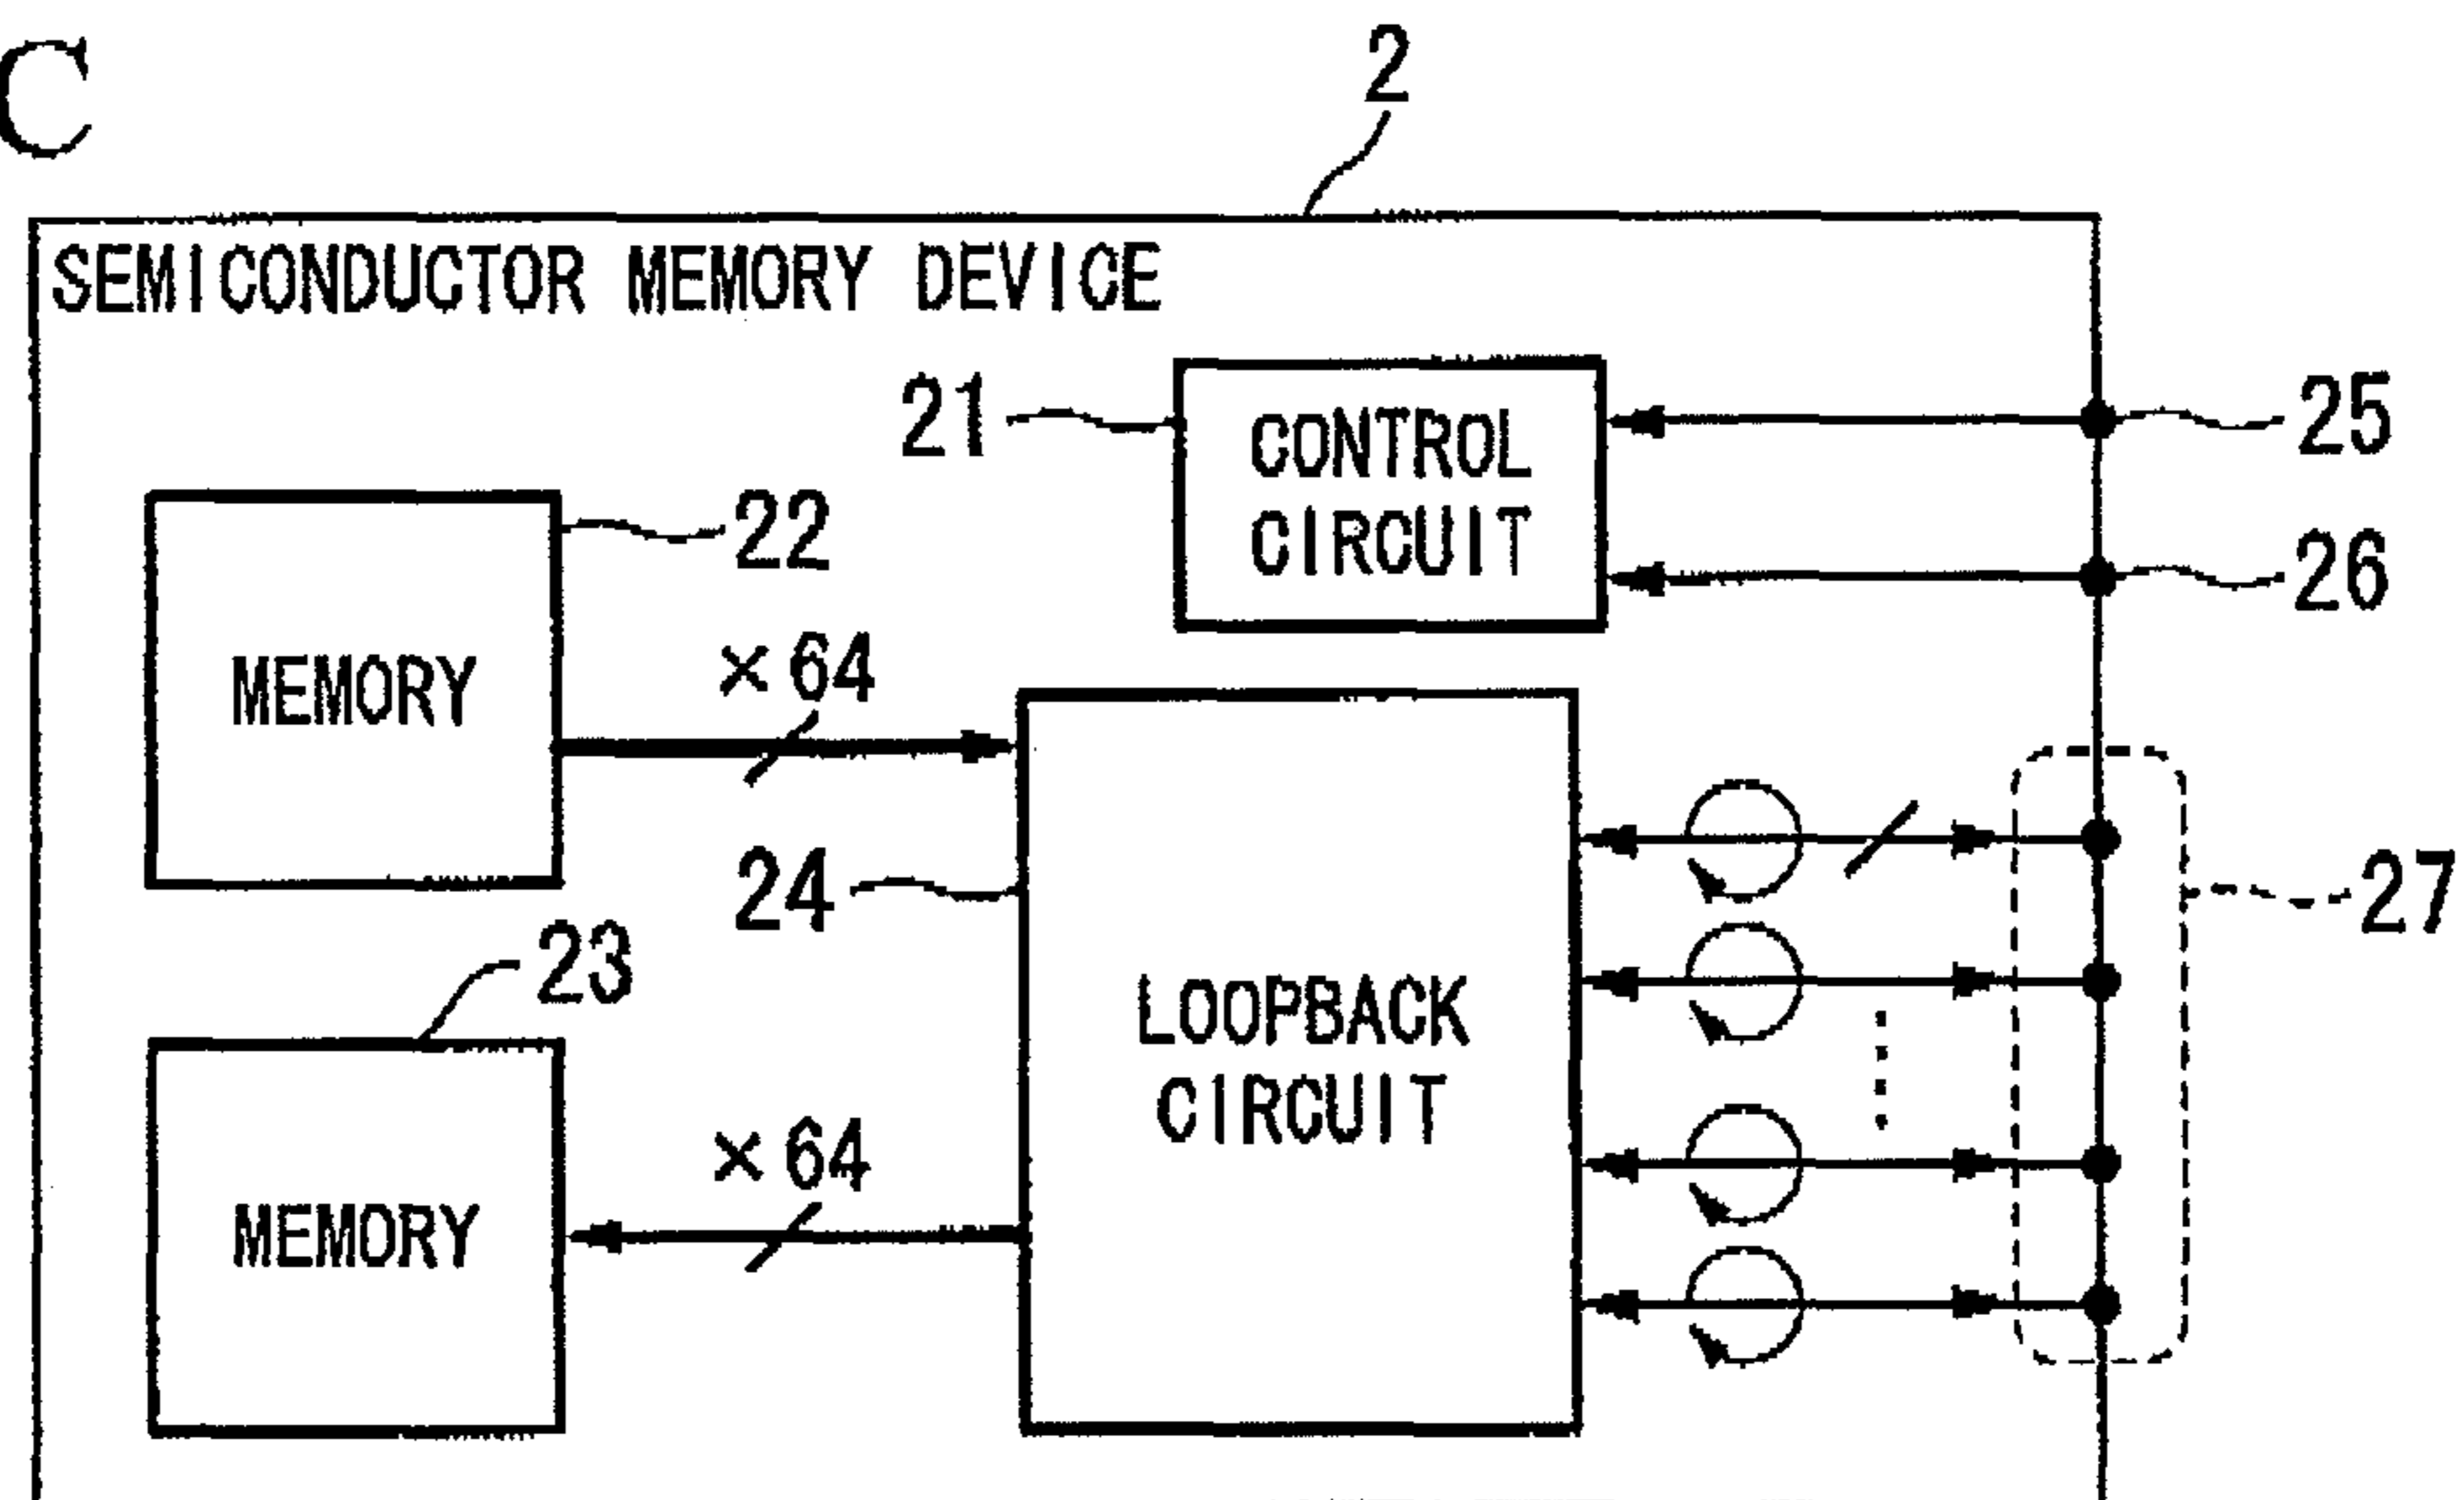 C
2
SEMICONDUCTOR MEMORY DEVICE
21
CONTROL
CIRCUIT
25
26
22
MEMORY
×64
24
27
23
LOOPBACK
CIRCUIT
×64
MEMORY